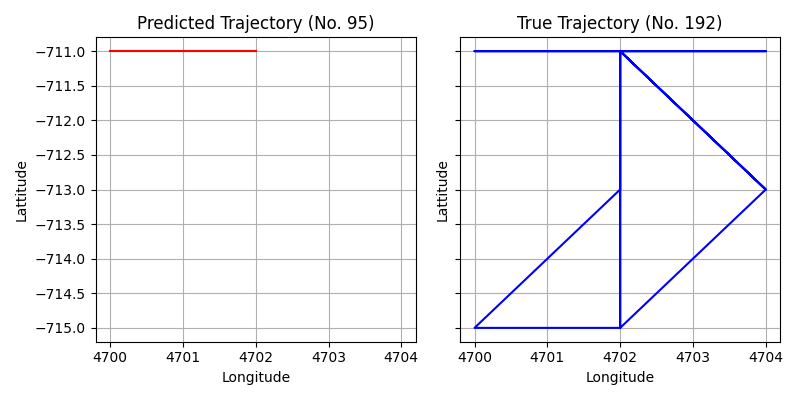 Predicted Trajectory (No. 95)
−711.0
−711.5
−712.0
−712.5
−713.0
−713.5
−714.0
−714.5
−715.0
Lattitude
4700 4701 4702 4703 4704
Longitude
True Trajectory (No. 192)
Lattitude
4700 4701 4702 4703 4704
Longitude